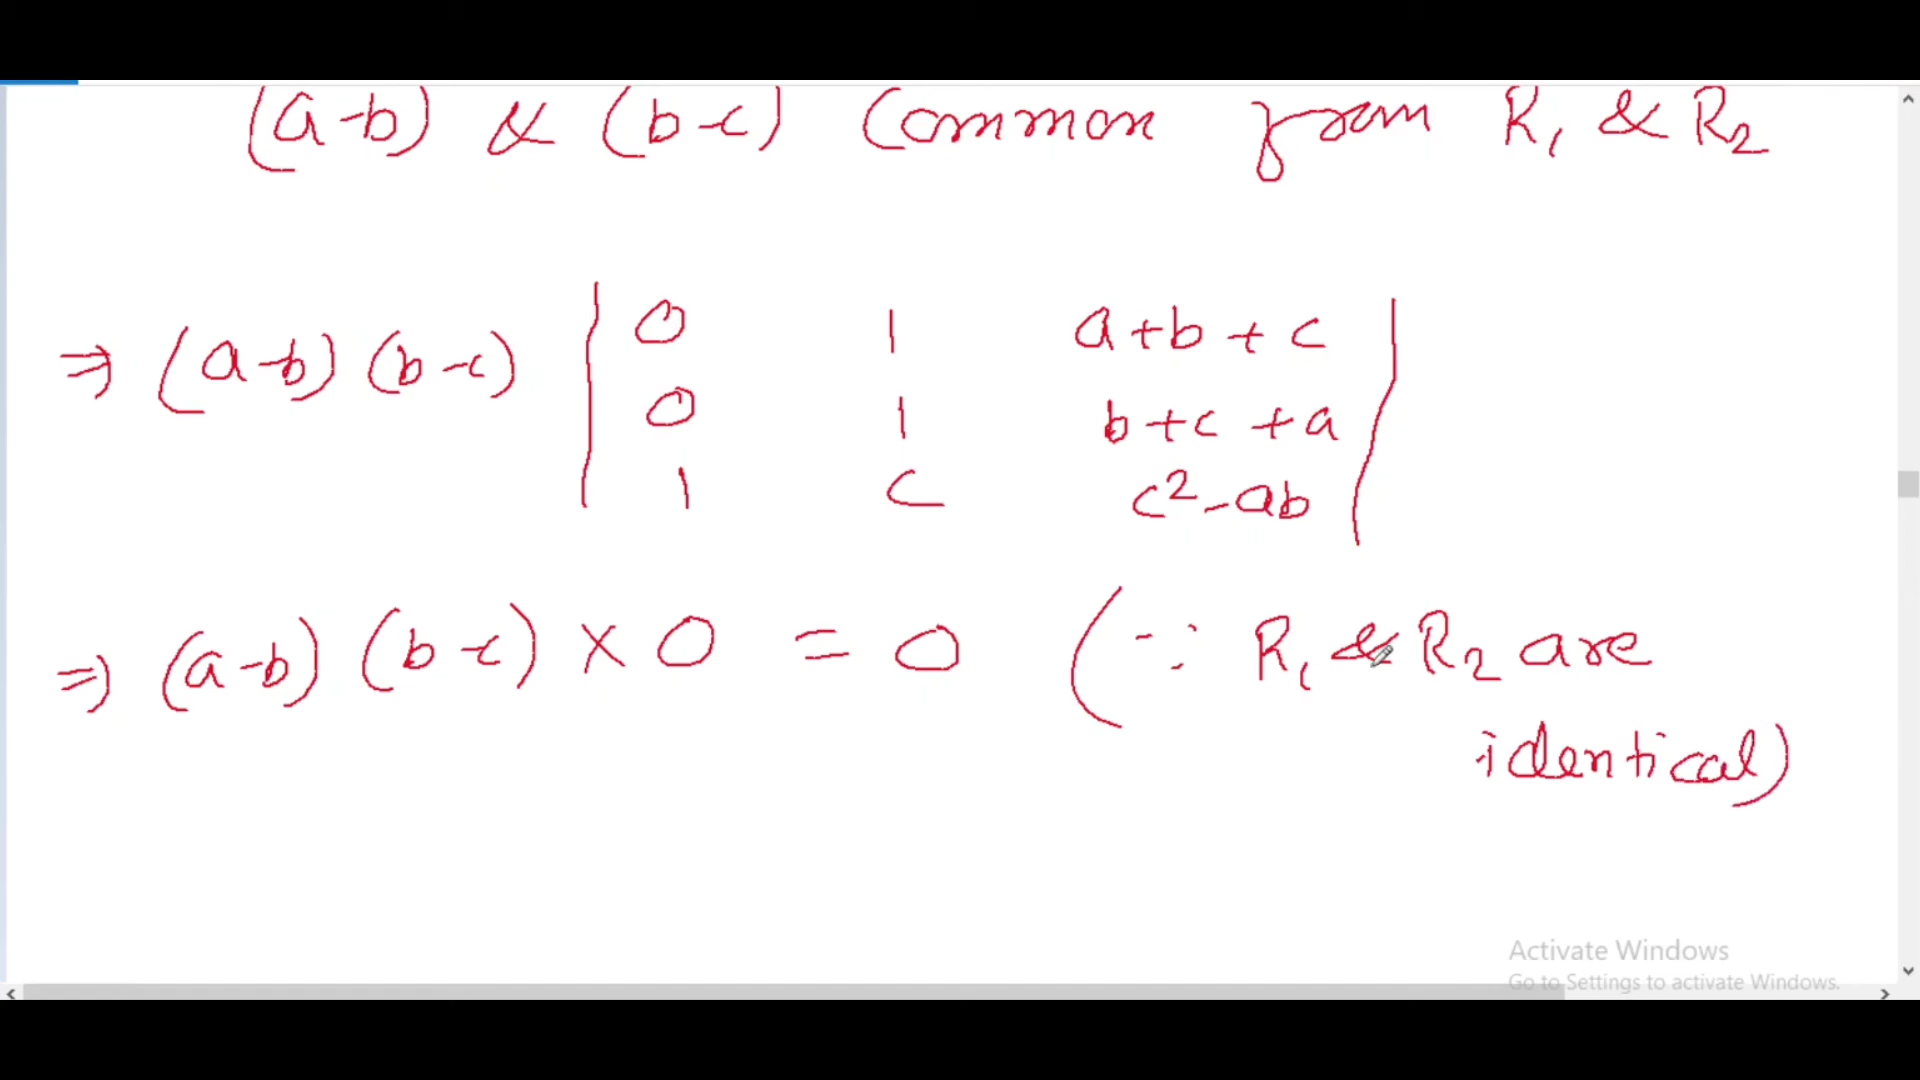 (a-b) & (b-c) Common from R₁ & R₂
⇒ (a-b) (b-c) | 0 1 a+b+c |
| 0 1 b+c+a |
| 1 c c²-ab |
⇒ (a-b) (b-c) × 0 = 0 (∵ R₁ & R₂ are
identical)
Activate Windows
Go to Settings to activate Windows.